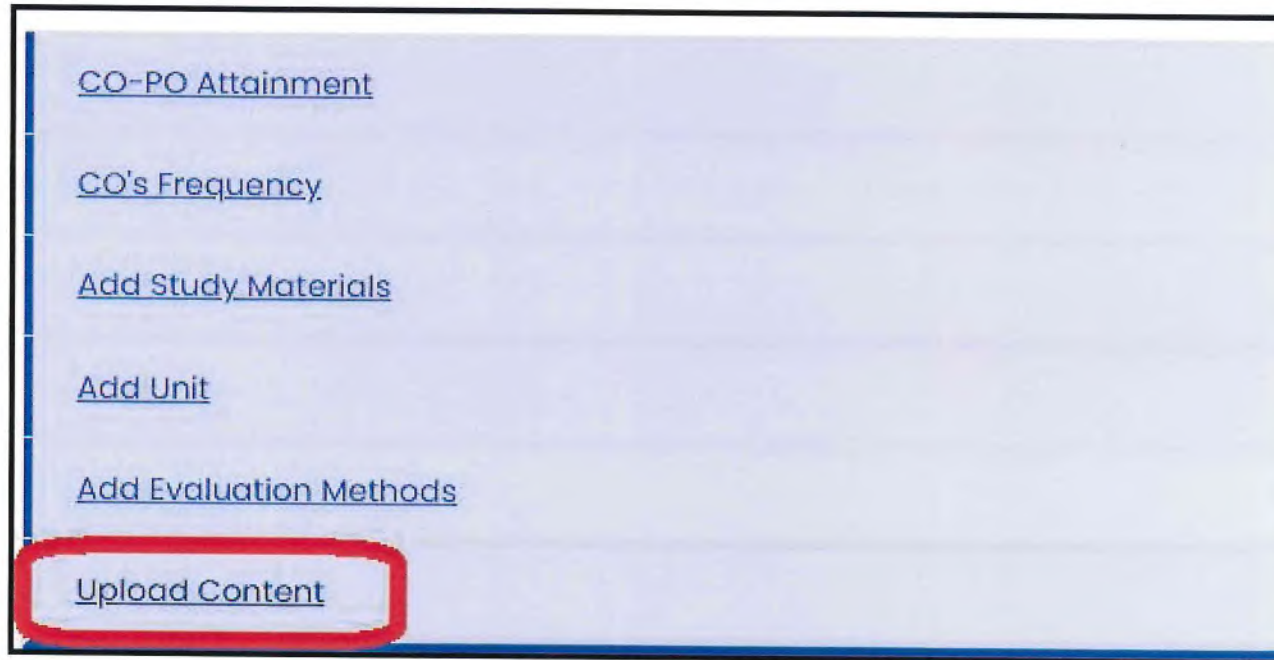 CO-PO Attainment
CO's Frequency
Add Study Materials
Add Unit
Add Evaluation Methods
Upload Content